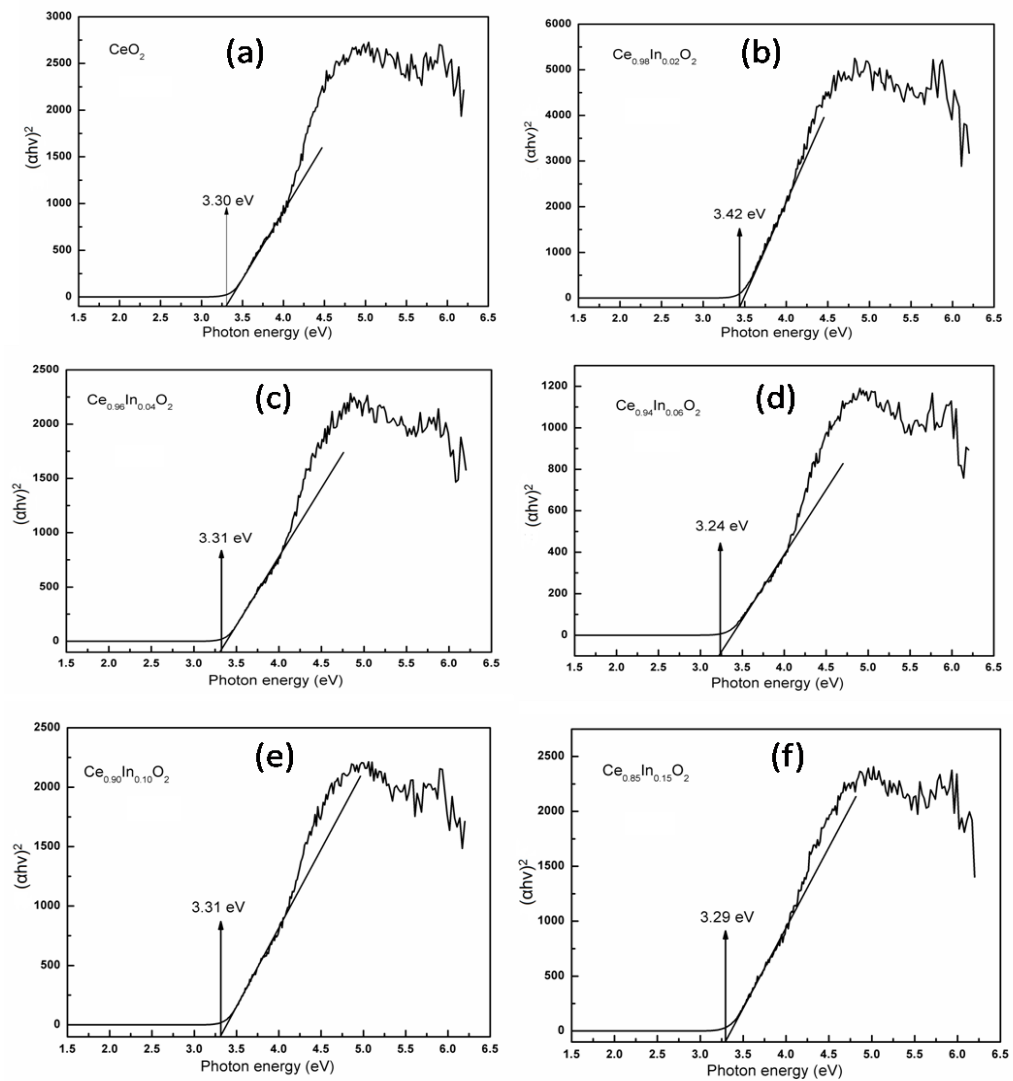 CeO₂
(a)
3.30 eV
3000
2500
2000
1500
1000
500
0
(αhv)²
1.5 2.0 2.5 3.0 3.5 4.0 4.5 5.0 5.5 6.0 6.5
Photon energy (eV)
Ce₀.₉₈In₀.₀₂O₂
(b)
3.42 eV
6000
5000
4000
3000
2000
1000
0
(αhv)²
1.5 2.0 2.5 3.0 3.5 4.0 4.5 5.0 5.5 6.0 6.5
Photon energy (eV)
Ce₀.₉₆In₀.₀₄O₂
(c)
3.31 eV
2500
2000
1500
1000
500
0
(αhv)²
1.5 2.0 2.5 3.0 3.5 4.0 4.5 5.0 5.5 6.0 6.5
Photon energy (eV)
Ce₀.₉₄In₀.₀₆O₂
(d)
3.24 eV
1200
1000
800
600
400
200
0
(αhv)²
1.5 2.0 2.5 3.0 3.5 4.0 4.5 5.0 5.5 6.0 6.5
Photon energy (eV)
Ce₀.₉₀In₀.₁₀O₂
(e)
3.31 eV
2500
2000
1500
1000
500
0
(αhv)²
1.5 2.0 2.5 3.0 3.5 4.0 4.5 5.0 5.5 6.0 6.5
Photon energy (eV)
Ce₀.₈₅In₀.₁₅O₂
(f)
3.29 eV
2500
2000
1500
1000
500
0
(αhv)²
1.5 2.0 2.5 3.0 3.5 4.0 4.5 5.0 5.5 6.0 6.5
Photon energy (eV)